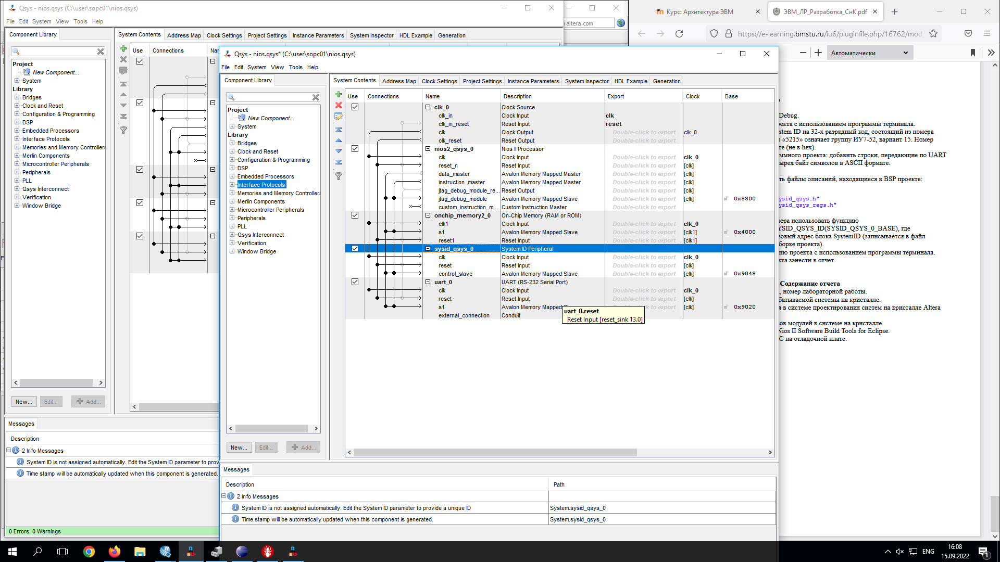 Qsys - nios.qsys (C:\user\sopc01\nios.qsys)
File Edit System View Tools Help
Component Library
Project
New Component...
System
Library
Bridges
Clock and Reset
Configuration & Programming
DSP
Embedded Processors
Interface Protocols
Memories and Memory Controllers
Merlin Components
Microcontroller Peripherals
Peripherals
PLL
Qsys Interconnect
Verification
Window Bridge
New... Edit... Add...
System Contents Address Map Clock Settings Project Settings Instance Parameters System Inspector HDL Example Generation
Use Connections
Messages
Description
2 Info Messages
System ID is not assigned automatically. Edit the System ID parameter to prov
Time stamp will be automatically updated when this component is generated.
0 Errors, 0 Warnings
altera.com
Qsys - nios.qsys* (C:\user\sopc01\nios.qsys)
File Edit System View Tools Help
Component Library
Project
New Component...
System
Library
Bridges
Clock and Reset
Configuration & Programming
DSP
Embedded Processors
Interface Protocols
Memories and Memory Controllers
Merlin Components
Microcontroller Peripherals
Peripherals
PLL
Qsys Interconnect
Verification
Window Bridge
New... Edit... Add...
System Contents Address Map Clock Settings Project Settings Instance Parameters System Inspector HDL Example Generation
Use Connections Name Description Export Clock Base
clk_0 Clock Source
clk_in Clock Input clk
clk_in_reset Reset Input reset
clk Clock Output Double-click to export clk_0
clk_reset Reset Output Double-click to export
nios2_qsys_0 Nios II Processor
clk Clock Input Double-click to export clk_0
reset_n Reset Input Double-click to export [clk]
data_master Avalon Memory Mapped Master Double-click to export [clk]
instruction_master Avalon Memory Mapped Master Double-click to export [clk]
jtag_debug_module_re... Reset Output Double-click to export [clk]
jtag_debug_module Avalon Memory Mapped Slave Double-click to export [clk] 0x8800
custom_instruction_m... Custom Instruction Master Double-click to export
onchip_memory2_0 On-Chip Memory (RAM or ROM)
clk1 Clock Input Double-click to export clk_0
s1 Avalon Memory Mapped Slave Double-click to export [clk1] 0x4000
reset1 Reset Input Double-click to export [clk1]
sysid_qsys_0 System ID Peripheral
clk Clock Input Double-click to export clk_0
reset Reset Input Double-click to export [clk]
control_slave Avalon Memory Mapped Slave Double-click to export [clk] 0x9048
uart_0 UART (RS-232 Serial Port)
clk Clock Input Double-click to export clk_0
reset Reset Input Double-click to export [clk]
s1 Avalon Memory Mapped Double-click to export [clk] 0x9020
external_connection Conduit
uart_0.reset
Reset Input [reset_sink 13.0]
Messages
Description Path
2 Info Messages
System ID is not assigned automatically. Edit the System ID parameter to provide a unique ID System.sysid_qsys_0
Time stamp will be automatically updated when this component is generated. System.sysid_qsys_0
Курс: Архитектура ЭВМ ЭВМ_ЛР_Разработка_СнК.pdf
https://e-learning.bmstu.ru/iu6/pluginfile.php/16762/mod_
Автоматически
Debug.
екта с использованием программы терминала.
stem ID на 32-х разрядный код, состоящий из номера
«5215» означает группу ИУ7-52, вариант 15. Номер
те (не в hex).
ммного проекта: добавить строки, передающие по UART
ырех байт символов в ASCII формате.
ть файлы описаний, находящиеся в BSP проекте:
ysid_qsys.h"
ysid_qsys_regs.h"
ера использовать функцию
YSID_QSYS_ID(SYSID_QSYS_0_BASE), где
зовый адрес блока SystemID (записывается в файл
борке проекта).
ию проекта с использованием программы терминала.
кта занести в отчет.
Содержание отчета
, номер лабораторной работы.
батываемой системы на кристалле.
я в системе проектирования систем на кристалле Altera
ов модулей в системе на кристалле.
Nios II Software Build Tools for Eclipse.
С на отладочной плате.
ENG
16:08
15.09.2022
1